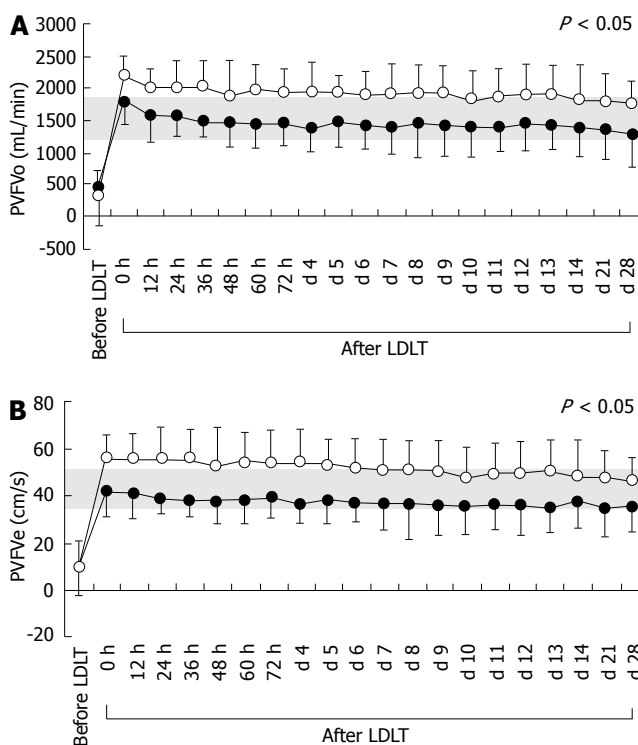 A
P < 0.05
PVFVo (mL/min)
3000
2500
2000
1500
1000
500
0
-500
Before LDLT
0 h
12 h
24 h
36 h
48 h
60 h
72 h
d 4
d 5
d 6
d 7
d 8
d 9
d 10
d 11
d 12
d 13
d 14
d 21
d 28
After LDLT
B
P < 0.05
PVFVe (cm/s)
80
60
40
20
0
-20
Before LDLT
0 h
12 h
24 h
36 h
48 h
60 h
72 h
d 4
d 5
d 6
d 7
d 8
d 9
d 10
d 11
d 12
d 13
d 14
d 21
d 28
After LDLT